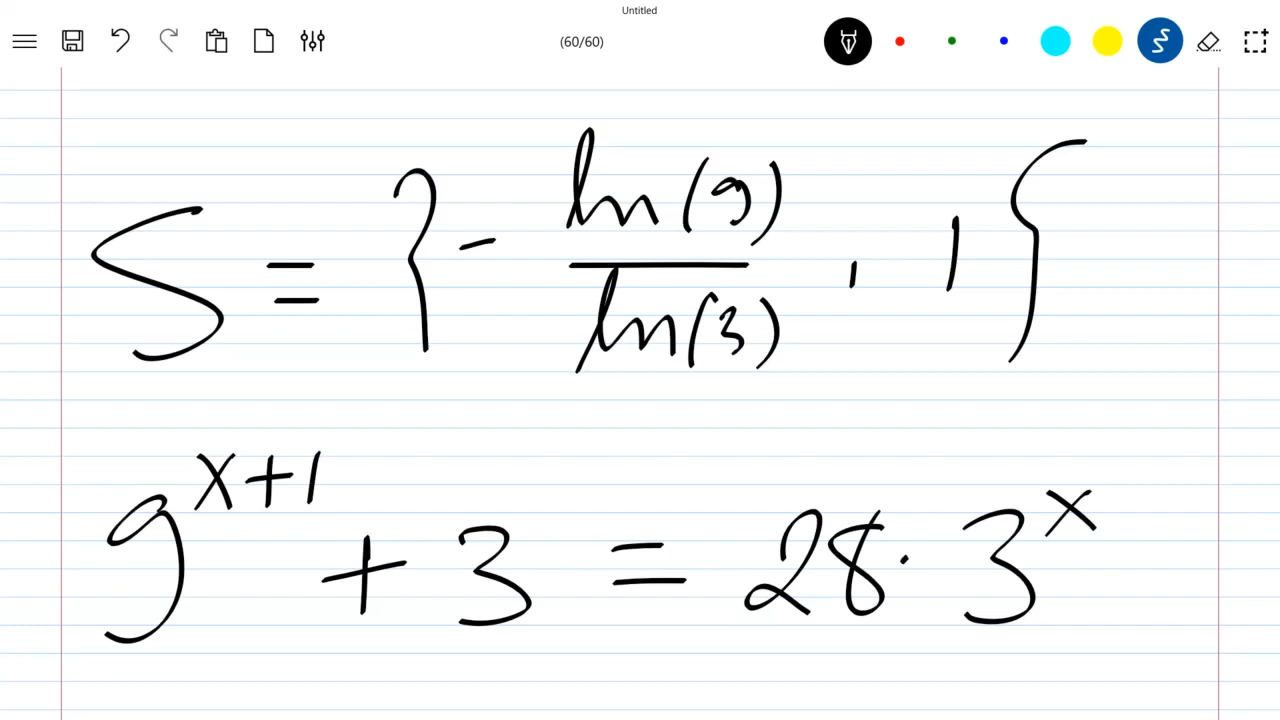 Untitled
(60/60)
S = { - ln(9) / ln(3) , 1 }
9^{x+1} + 3 = 28 · 3^x